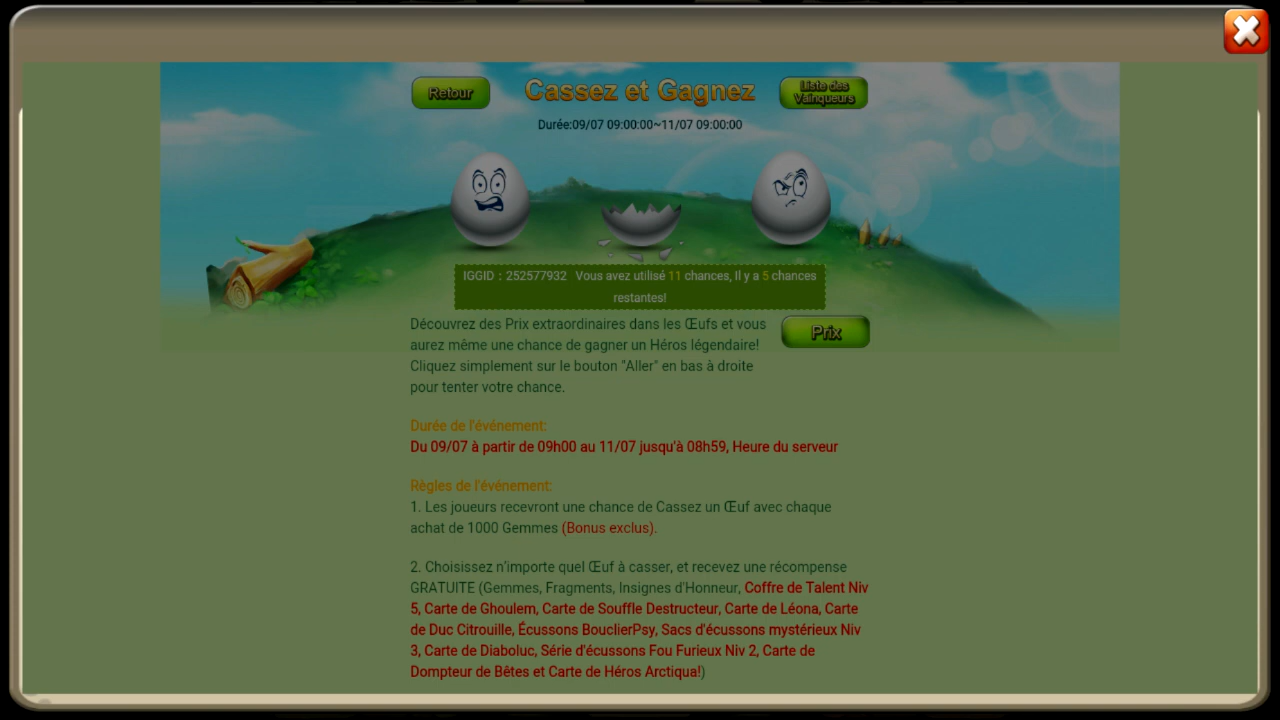 Retour
Cassez et Gagnez
Liste des
Vainqueurs
Durée:09/07 09:00:00~11/07 09:00:00
IGGID : 252577932 Vous avez utilisé 11 chances, Il y a 5 chances
restantes!
Découvrez des Prix extraordinaires dans les Œufs et vous
aurez même une chance de gagner un Héros légendaire!
Cliquez simplement sur le bouton "Aller" en bas à droite
pour tenter votre chance.
Prix
Durée de l'événement:
Du 09/07 à partir de 09h00 au 11/07 jusqu'à 08h59, Heure du serveur
Règles de l'événement:
1. Les joueurs recevront une chance de Cassez un Œuf avec chaque
achat de 1000 Gemmes (Bonus exclus).
2. Choisissez n'importe quel Œuf à casser, et recevez une récompense
GRATUITE (Gemmes, Fragments, Insignes d'Honneur, Coffre de Talent Niv
5, Carte de Ghoulem, Carte de Souffle Destructeur, Carte de Léona, Carte
de Duc Citrouille, Écussons BouclierPsy, Sacs d'écussons mystérieux Niv
3, Carte de Diaboluc, Série d'écussons Fou Furieux Niv 2, Carte de
Dompteur de Bêtes et Carte de Héros Arctiqua!)